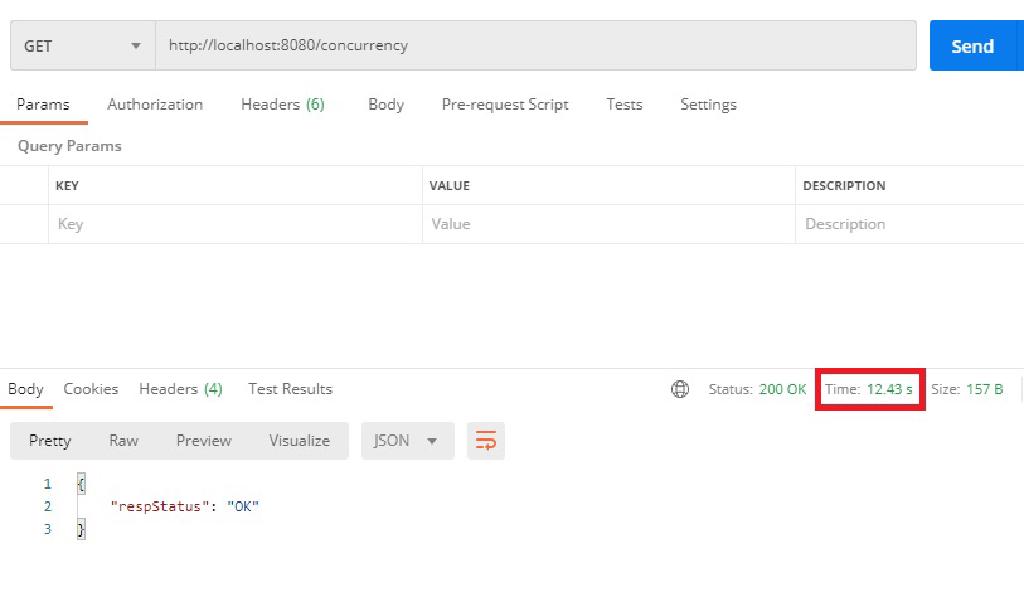 GET http://localhost:8080/concurrency Send
Params Authorization Headers (6) Body Pre-request Script Tests Settings
Query Params
KEY VALUE DESCRIPTION
Key Value Description
Body Cookies Headers (4) Test Results Status: 200 OK Time: 12.43 s Size: 157 B
Pretty Raw Preview Visualize JSON
1 {
2 "respStatus": "OK"
3 }